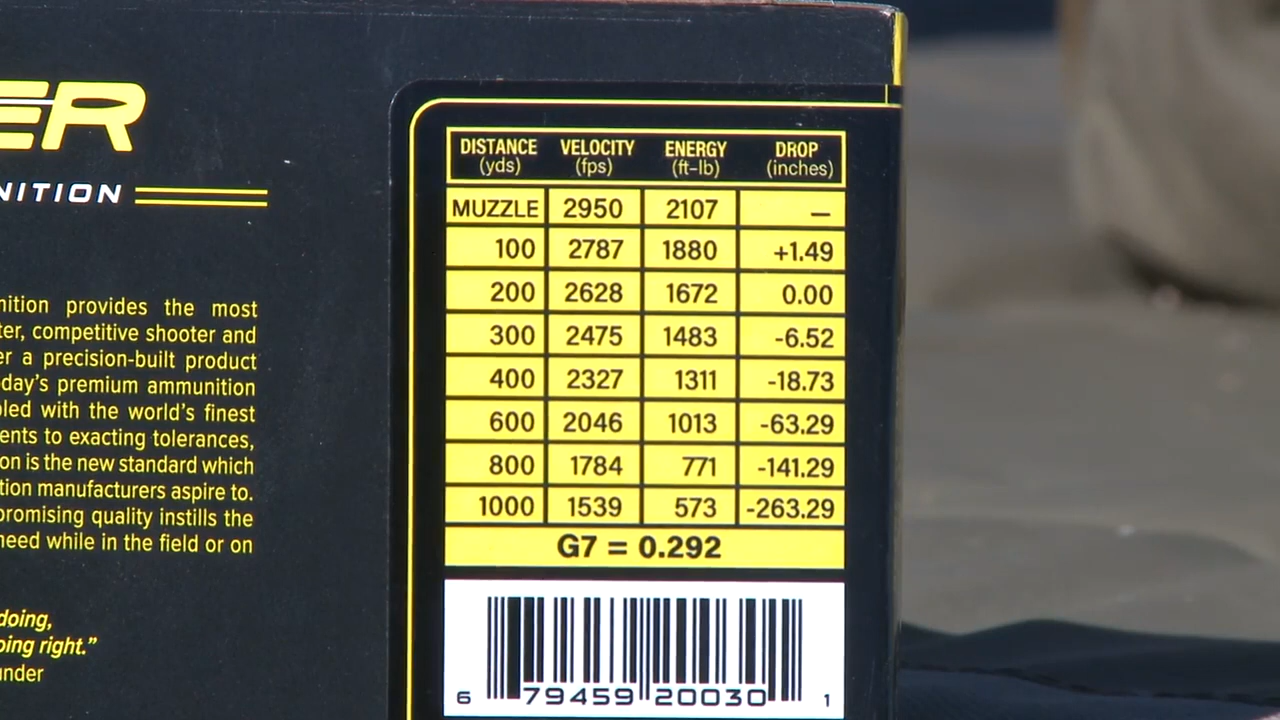 ER
NITION
nition provides the most
ter, competitive shooter and
er a precision-built product
oday's premium ammunition
pled with the world's finest
ents to exacting tolerances,
on is the new standard which
tion manufacturers aspire to.
promising quality instills the
need while in the field or on
doing,
oing right."
under
DISTANCE VELOCITY ENERGY DROP
(yds) (fps) (ft-lb) (inches)
MUZZLE 2950 2107 —
100 2787 1880 +1.49
200 2628 1672 0.00
300 2475 1483 -6.52
400 2327 1311 -18.73
600 2046 1013 -63.29
800 1784 771 -141.29
1000 1539 573 -263.29
G7 = 0.292
6 79459 20030 1